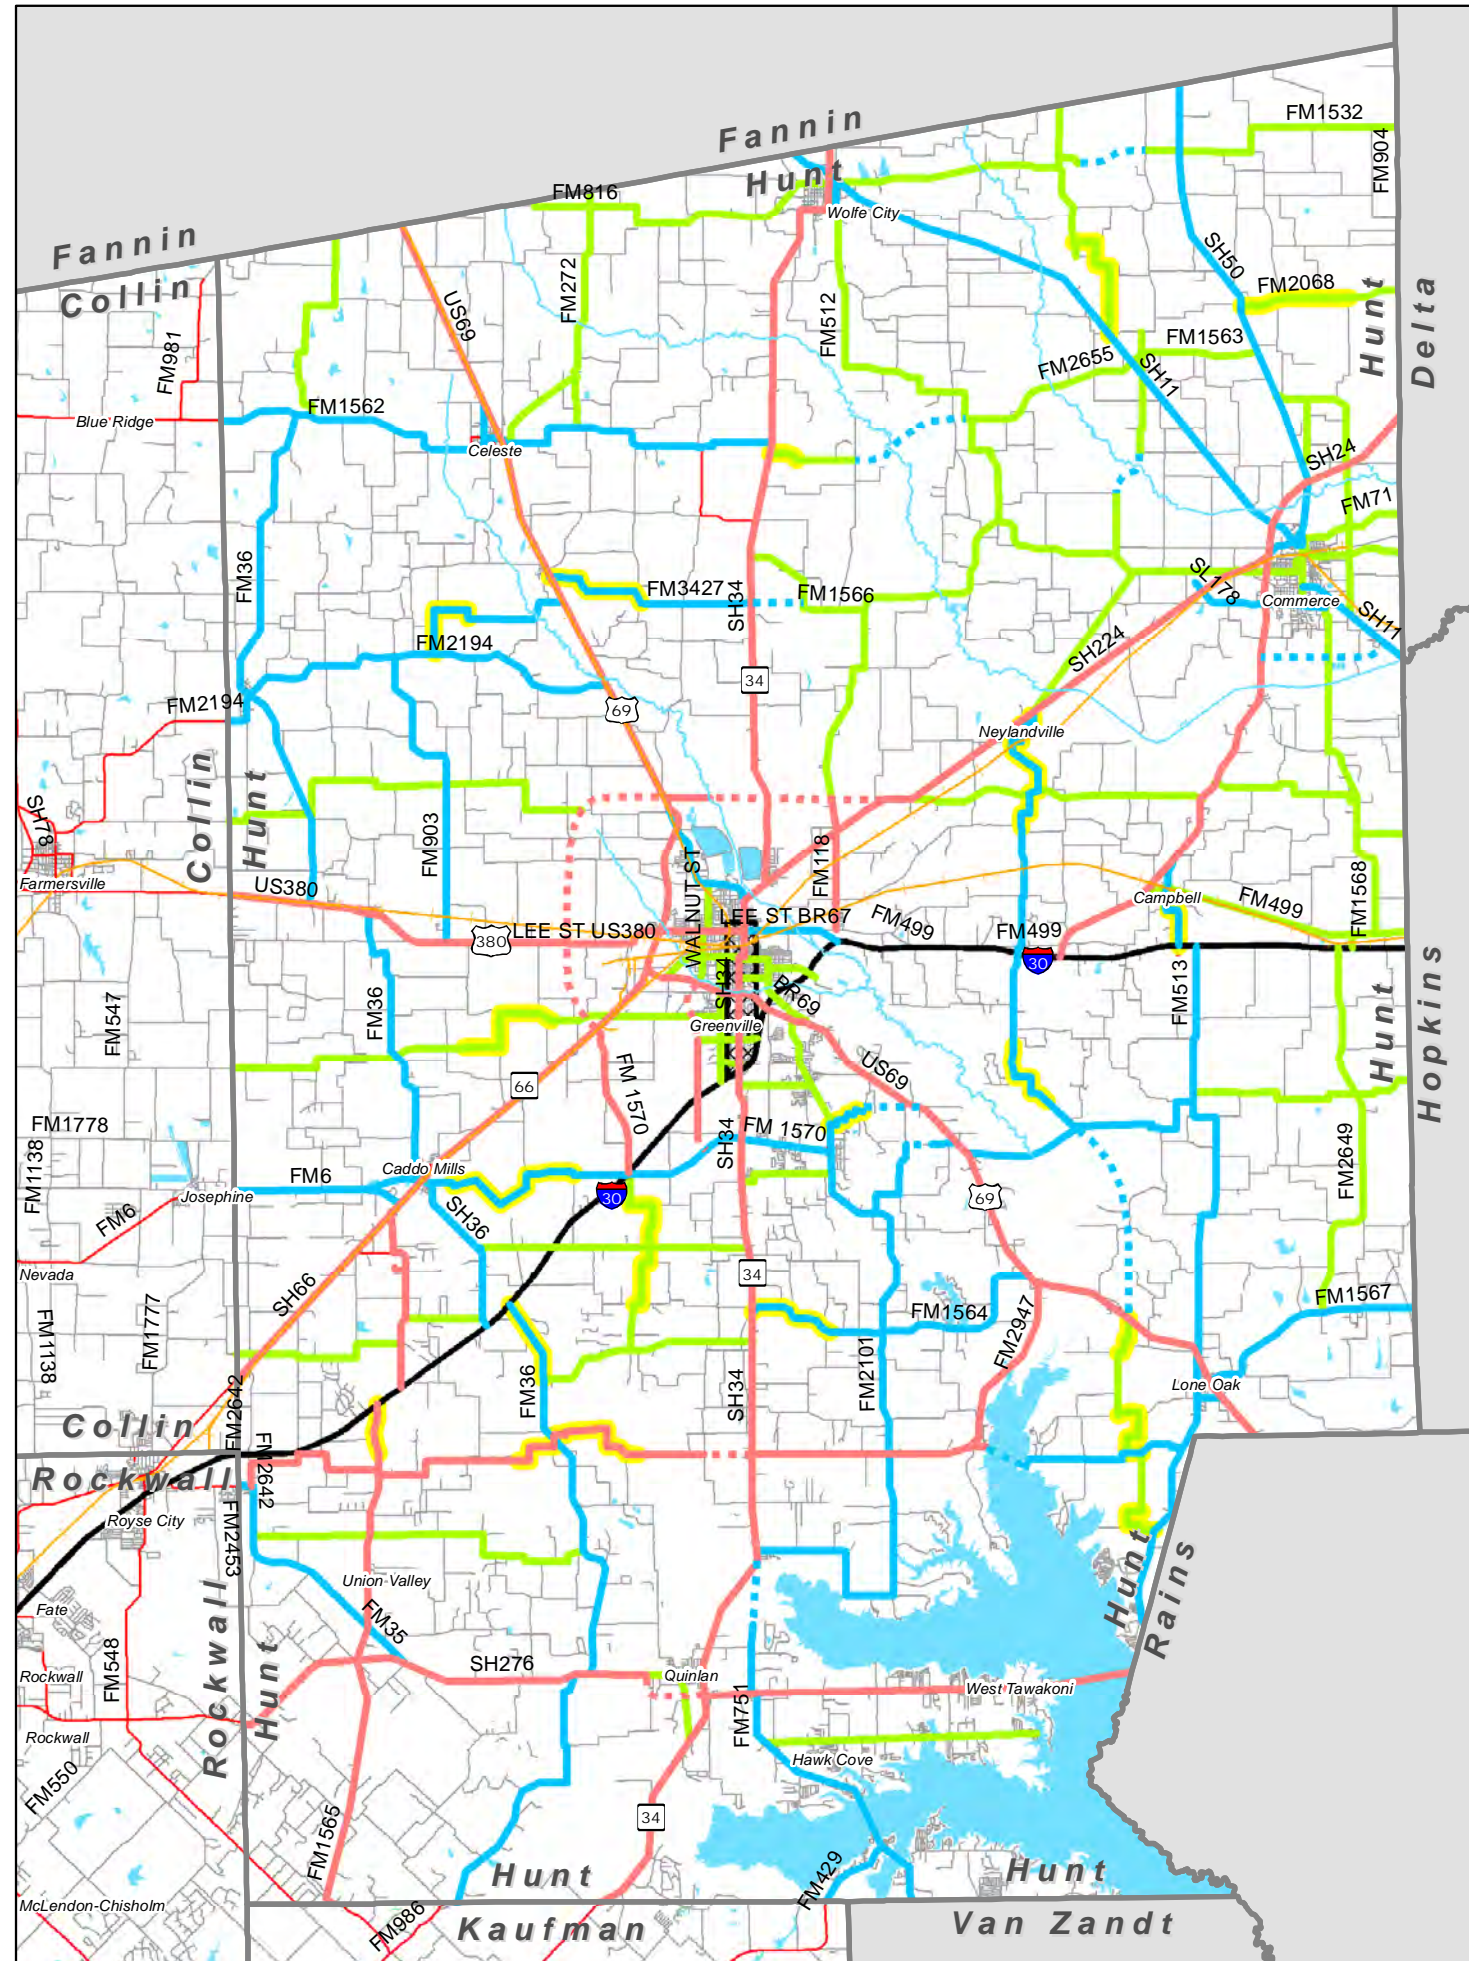 Fannin
Hunt
FM1532
FM904
FM816
Wolfe City
Fannin
Collin
SH50
FM2068
FM272
US69
FM512
Hunt
Delta
FM981
FM1563
FM2655
SH11
Blue Ridge
FM1562
Celeste
SH24
FM71
FM36
FM3427
SH34
FM1566
SL178
Commerce
SH11
FM2194
SH224
34
FM2194
69
Neylandville
Collin
Hunt
SH78
FM903
FM118
WALNUT ST
Farmersville
US380
Campbell
FM499
FM1568
LEE ST US380
LEE ST BR67
FM499
FM499
380
30
SH34
BR69
FM513
Hunt
Hopkins
FM547
FM36
Greenville
US69
66
FM 1570
FM1778
FM1138
SH34
FM 1570
FM2649
Caddo Mills
FM6
Josephine
30
69
FM6
SH36
Nevada
34
SH66
FM1564
FM1567
FM1138
FM1777
FM2947
FM2101
FM36
SH34
Lone Oak
FM2642
Collin
Rockwall
FM2642
Royse City
FM2453
Hunt
Rains
Union Valley
Fate
FM35
Rockwall
Hunt
FM548
SH276
Rockwall
Quinlan
West Tawakoni
FM751
Rockwall
Hawk Cove
FM550
34
FM1565
FM429
Hunt
Hunt
McLendon-Chisholm
FM986
Kaufman
Van Zandt